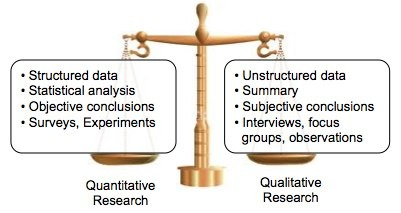 • Structured data
• Statistical analysis
• Objective conclusions
• Surveys, Experiments
Quantitative
Research
• Unstructured data
• Summary
• Subjective conclusions
• Interviews, focus
groups, observations
Qualitative
Research